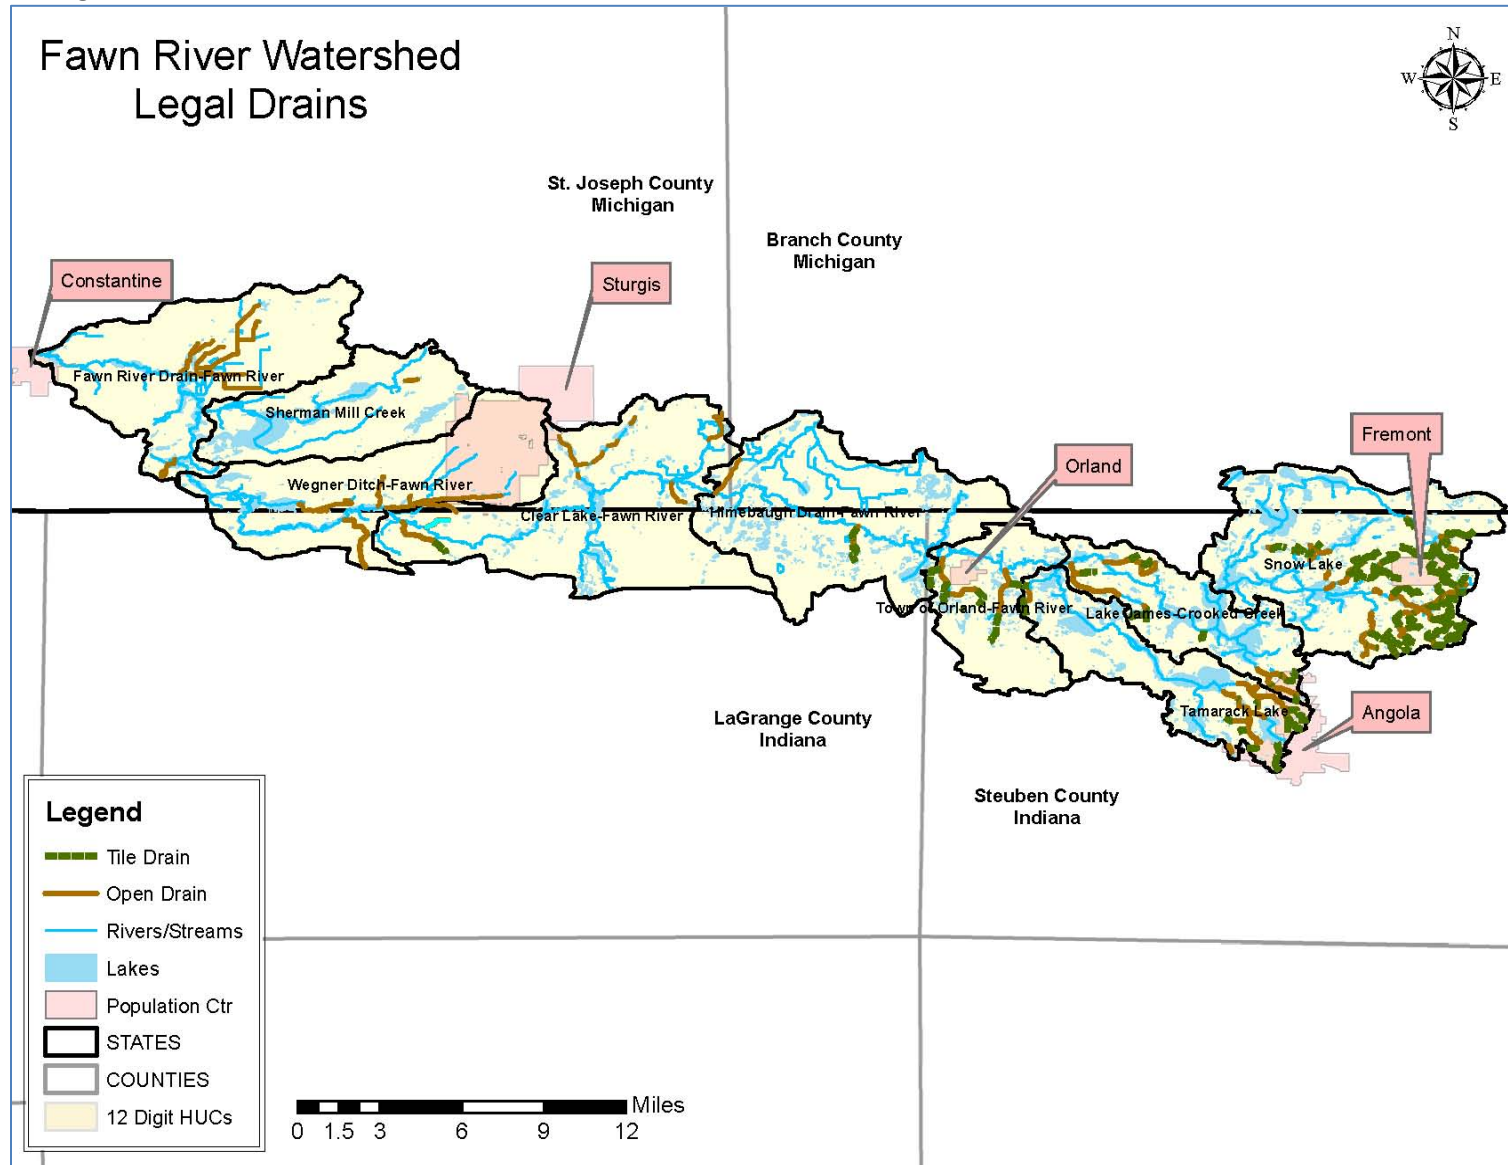 Fawn River Watershed
Legal Drains
N
W
E
S
St. Joseph County
Michigan
Branch County
Michigan
Constantine
Sturgis
Fawn River Drain-Fawn River
Sherman Mill Creek
Wegner Ditch-Fawn River
Clear Lake-Fawn River
Himebaugh Drain-Fawn River
Orland
Fremont
Snow Lake
Town of Orland-Fawn River
Lake James-Crooked Creek
Tamarack Lake
Angola
LaGrange County
Indiana
Steuben County
Indiana
Legend
Tile Drain
Open Drain
Rivers/Streams
Lakes
Population Ctr
STATES
COUNTIES
12 Digit HUCs
Miles
0 1.5 3 6 9 12